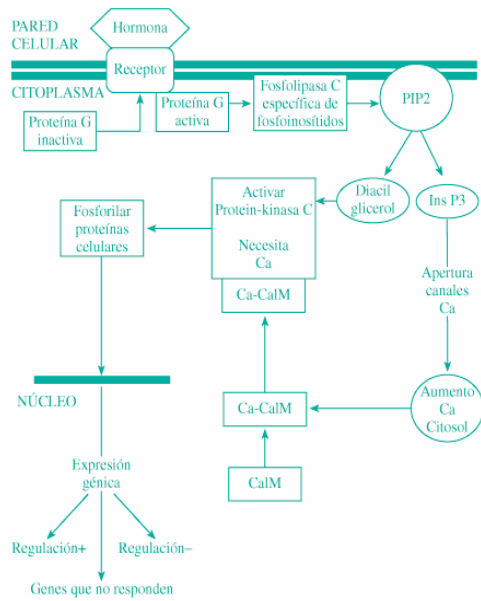 PARED
CELULAR
Hormona
Receptor
CITOPLASMA
Proteína G
inactiva
Proteína G
activa
Fosfolipasa C
específica de
fosfoinosítidos
PIP2
Diacil
glicerol
Ins P3
Activar
Protein-kinasa C
Necesita
Ca
Ca-CalM
Fosforilar
proteínas
celulares
Apertura
canales
Ca
Aumento
Ca
Citosol
Ca-CalM
CalM
NÚCLEO
Expresión
génica
Regulación+
Regulación−
Genes que no responden